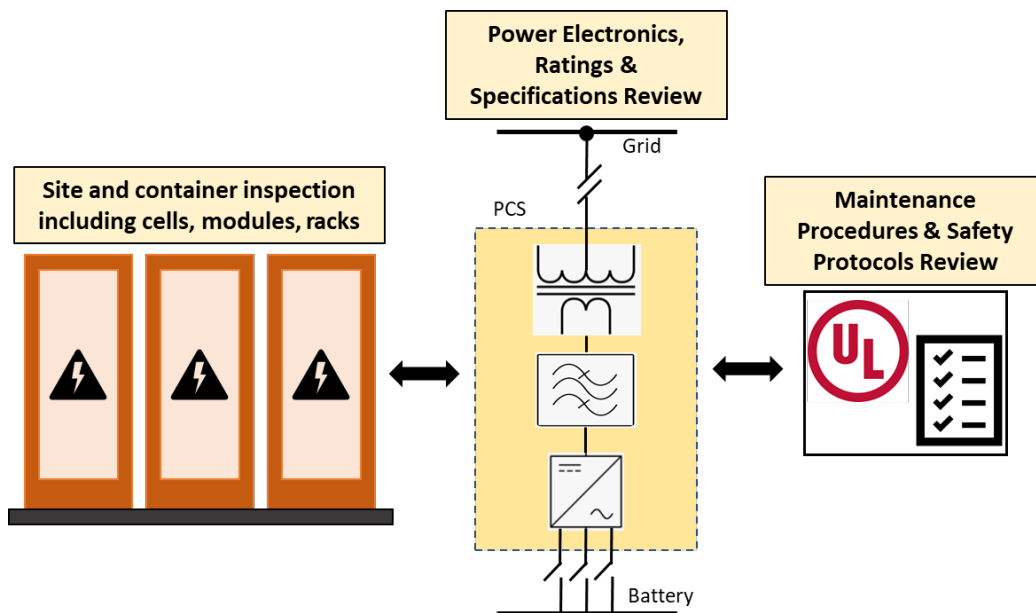 Power Electronics,
Ratings &
Specifications Review
Grid
Site and container inspection
including cells, modules, racks
PCS
Maintenance
Procedures & Safety
Protocols Review
UL
Battery